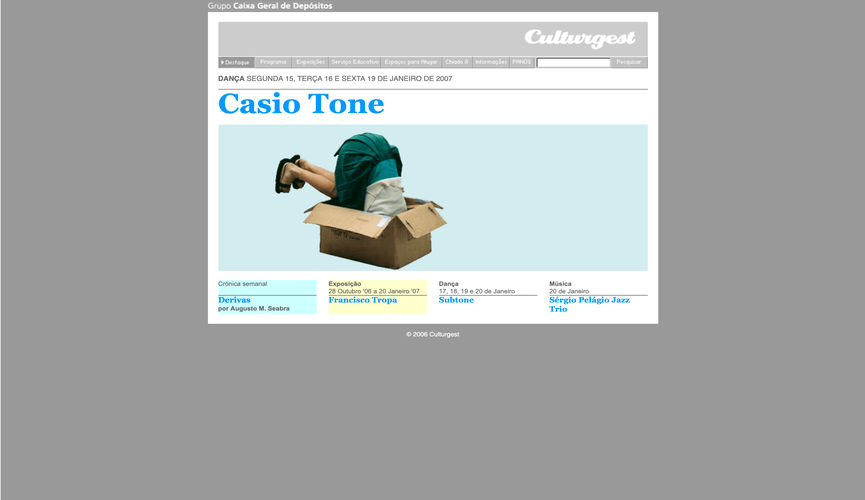 Grupo Caixa Geral de Depósitos
Culturgest
Destaque Programa Exposições Serviço Educativo Espaços para Alugar Chiado 8 Informações PANOS Pesquisar
DANÇA SEGUNDA 15, TERÇA 16 E SEXTA 19 DE JANEIRO DE 2007
Casio Tone
Crónica semanal
Derivas
por Augusto M. Seabra
Exposição
28 Outubro '06 a 20 Janeiro '07
Francisco Tropa
Dança
17, 18, 19 e 20 de Janeiro
Subtone
Música
20 de Janeiro
Sérgio Pelágio Jazz
Trio
© 2006 Culturgest